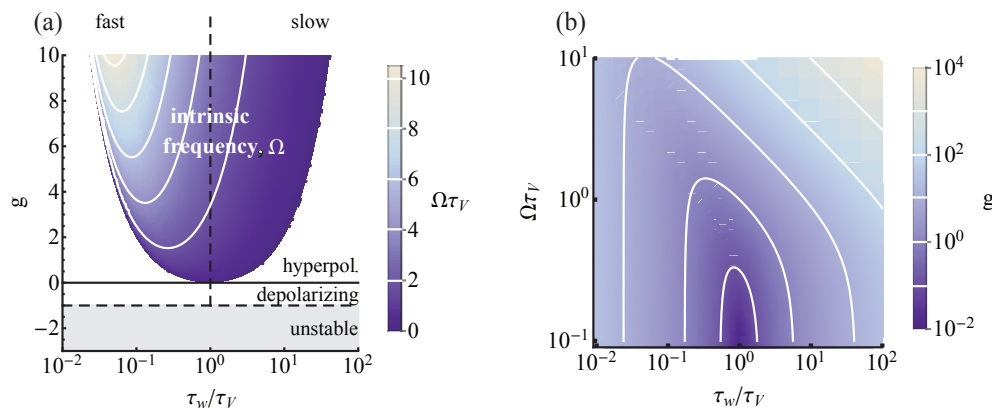 (a)
fast
slow
10
8
6
4
2
0
−2
g
intrinsic
frequency, Ω
hyperpol.
depolarizing
unstable
10⁻² 10⁻¹ 10⁰ 10¹ 10²
τw/τV
10
8
6
4
2
0
ΩτV
(b)
10¹
10⁰
10⁻¹
ΩτV
10⁻² 10⁻¹ 10⁰ 10¹ 10²
τw/τV
10⁴
10²
10⁰
10⁻²
g